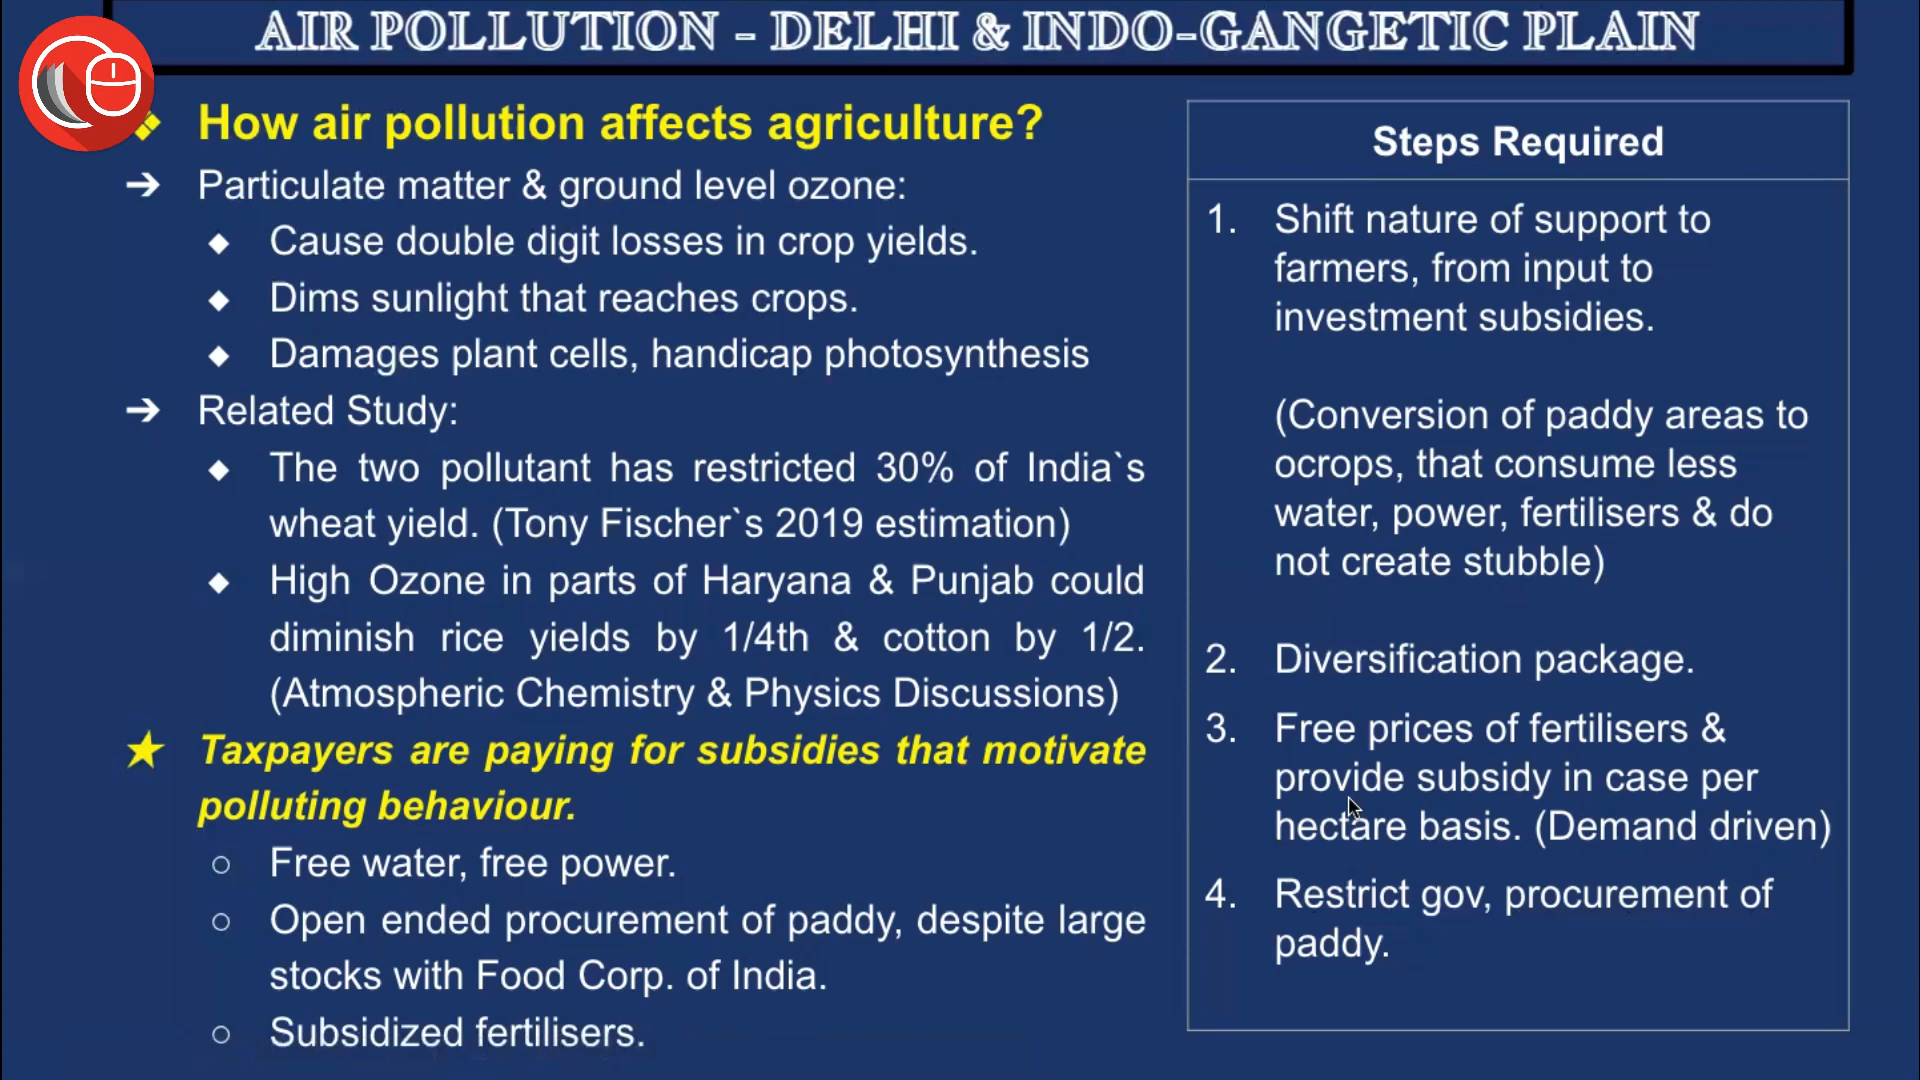 AIR POLLUTION - DELHI & INDO-GANGETIC PLAIN
❖ How air pollution affects agriculture?
➔ Particulate matter & ground level ozone:
◆ Cause double digit losses in crop yields.
◆ Dims sunlight that reaches crops.
◆ Damages plant cells, handicap photosynthesis
➔ Related Study:
◆ The two pollutant has restricted 30% of India`s
wheat yield. (Tony Fischer`s 2019 estimation)
◆ High Ozone in parts of Haryana & Punjab could
diminish rice yields by 1/4th & cotton by 1/2.
(Atmospheric Chemistry & Physics Discussions)
★ Taxpayers are paying for subsidies that motivate
polluting behaviour.
○ Free water, free power.
○ Open ended procurement of paddy, despite large
stocks with Food Corp. of India.
○ Subsidized fertilisers.
Steps Required
1. Shift nature of support to
farmers, from input to
investment subsidies.
(Conversion of paddy areas to
ocrops, that consume less
water, power, fertilisers & do
not create stubble)
2. Diversification package.
3. Free prices of fertilisers &
provide subsidy in case per
hectare basis. (Demand driven)
4. Restrict gov, procurement of
paddy.